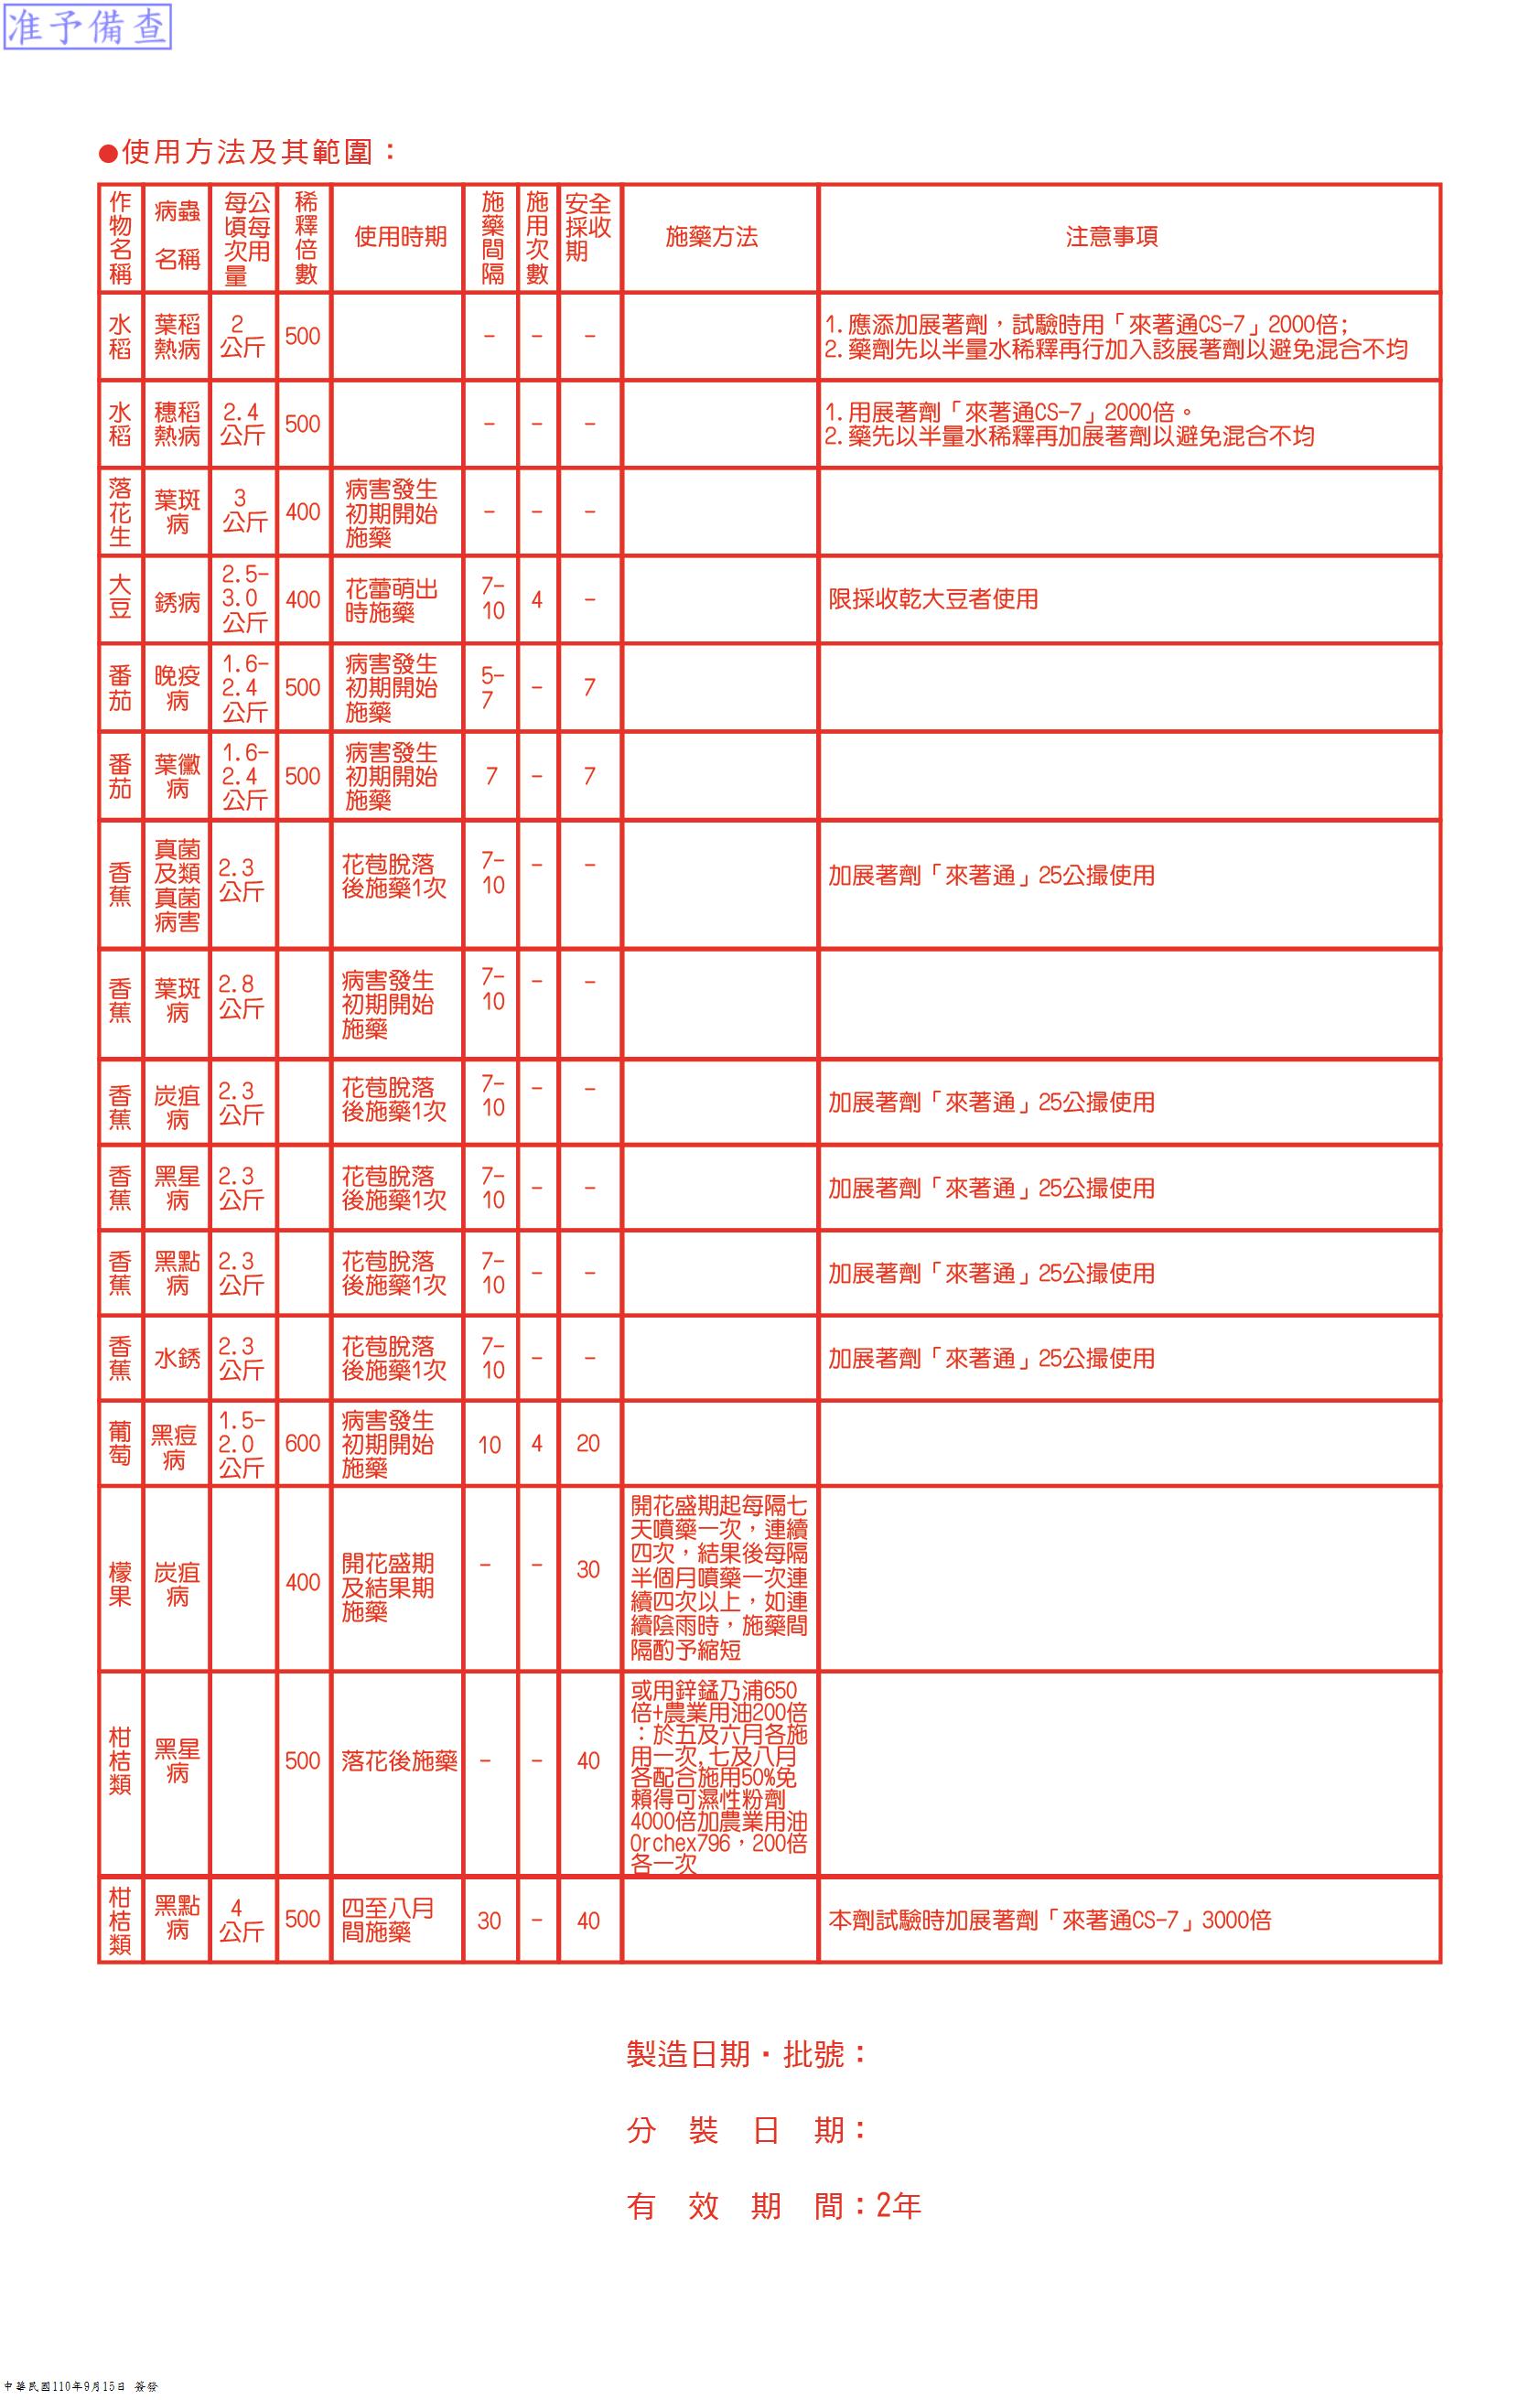 准予備查
●使用方法及其範圍：
作物名稱 病蟲名稱 每公頃每次用量 稀釋倍數 使用時期 施藥間隔 施用次數 安全採收期 施藥方法 注意事項
水稻 葉稻熱病 2公斤 500 - - - 1.應添加展著劑，試驗時用「來著通CS-7」2000倍;
2.藥劑先以半量水稀釋再行加入該展著劑以避免混合不均
水稻 穗稻熱病 2.4公斤 500 - - - 1.用展著劑「來著通CS-7」2000倍。
2.藥先以半量水稀釋再加展著劑以避免混合不均
落花生 葉斑病 3公斤 400 病害發生初期開始施藥 - - -
大豆 銹病 2.5-3.0公斤 400 花蕾萌出時施藥 7-10 4 - 限採收乾大豆者使用
番茄 晚疫病 1.6-2.4公斤 500 病害發生初期開始施藥 5-7 - 7
番茄 葉黴病 1.6-2.4公斤 500 病害發生初期開始施藥 7 - 7
香蕉 真菌及類真菌病害 2.3公斤 花苞脫落後施藥1次 7-10 - - 加展著劑「來著通」25公撮使用
香蕉 葉斑病 2.8公斤 病害發生初期開始施藥 7-10 - -
香蕉 炭疽病 2.3公斤 花苞脫落後施藥1次 7-10 - - 加展著劑「來著通」25公撮使用
香蕉 黑星病 2.3公斤 花苞脫落後施藥1次 7-10 - - 加展著劑「來著通」25公撮使用
香蕉 黑點病 2.3公斤 花苞脫落後施藥1次 7-10 - - 加展著劑「來著通」25公撮使用
香蕉 水銹 2.3公斤 花苞脫落後施藥1次 7-10 - - 加展著劑「來著通」25公撮使用
葡萄 黑痘病 1.5-2.0公斤 600 病害發生初期開始施藥 10 4 20
檬果 炭疽病 400 開花盛期及結果期施藥 - - 30 開花盛期起每隔七
天噴藥一次，連續
四次，結果後每隔
半個月噴藥一次連
續四次以上，如連
續陰雨時，施藥間
隔酌予縮短
柑桔類 黑星病 500 落花後施藥 - - 40 或用鋅錳乃浦650
倍+農業用油200倍
：於五及六月各施
用一次,七及八月
各配合施用50%免
賴得可濕性粉劑
4000倍加農業用油
Orchex796，200倍
各一次
柑桔類 黑點病 4公斤 500 四至八月間施藥 30 - 40 本劑試驗時加展著劑「來著通CS-7」3000倍
製造日期・批號：
分裝日期：
有效期間：2年
中華民國110年9月15日 簽發